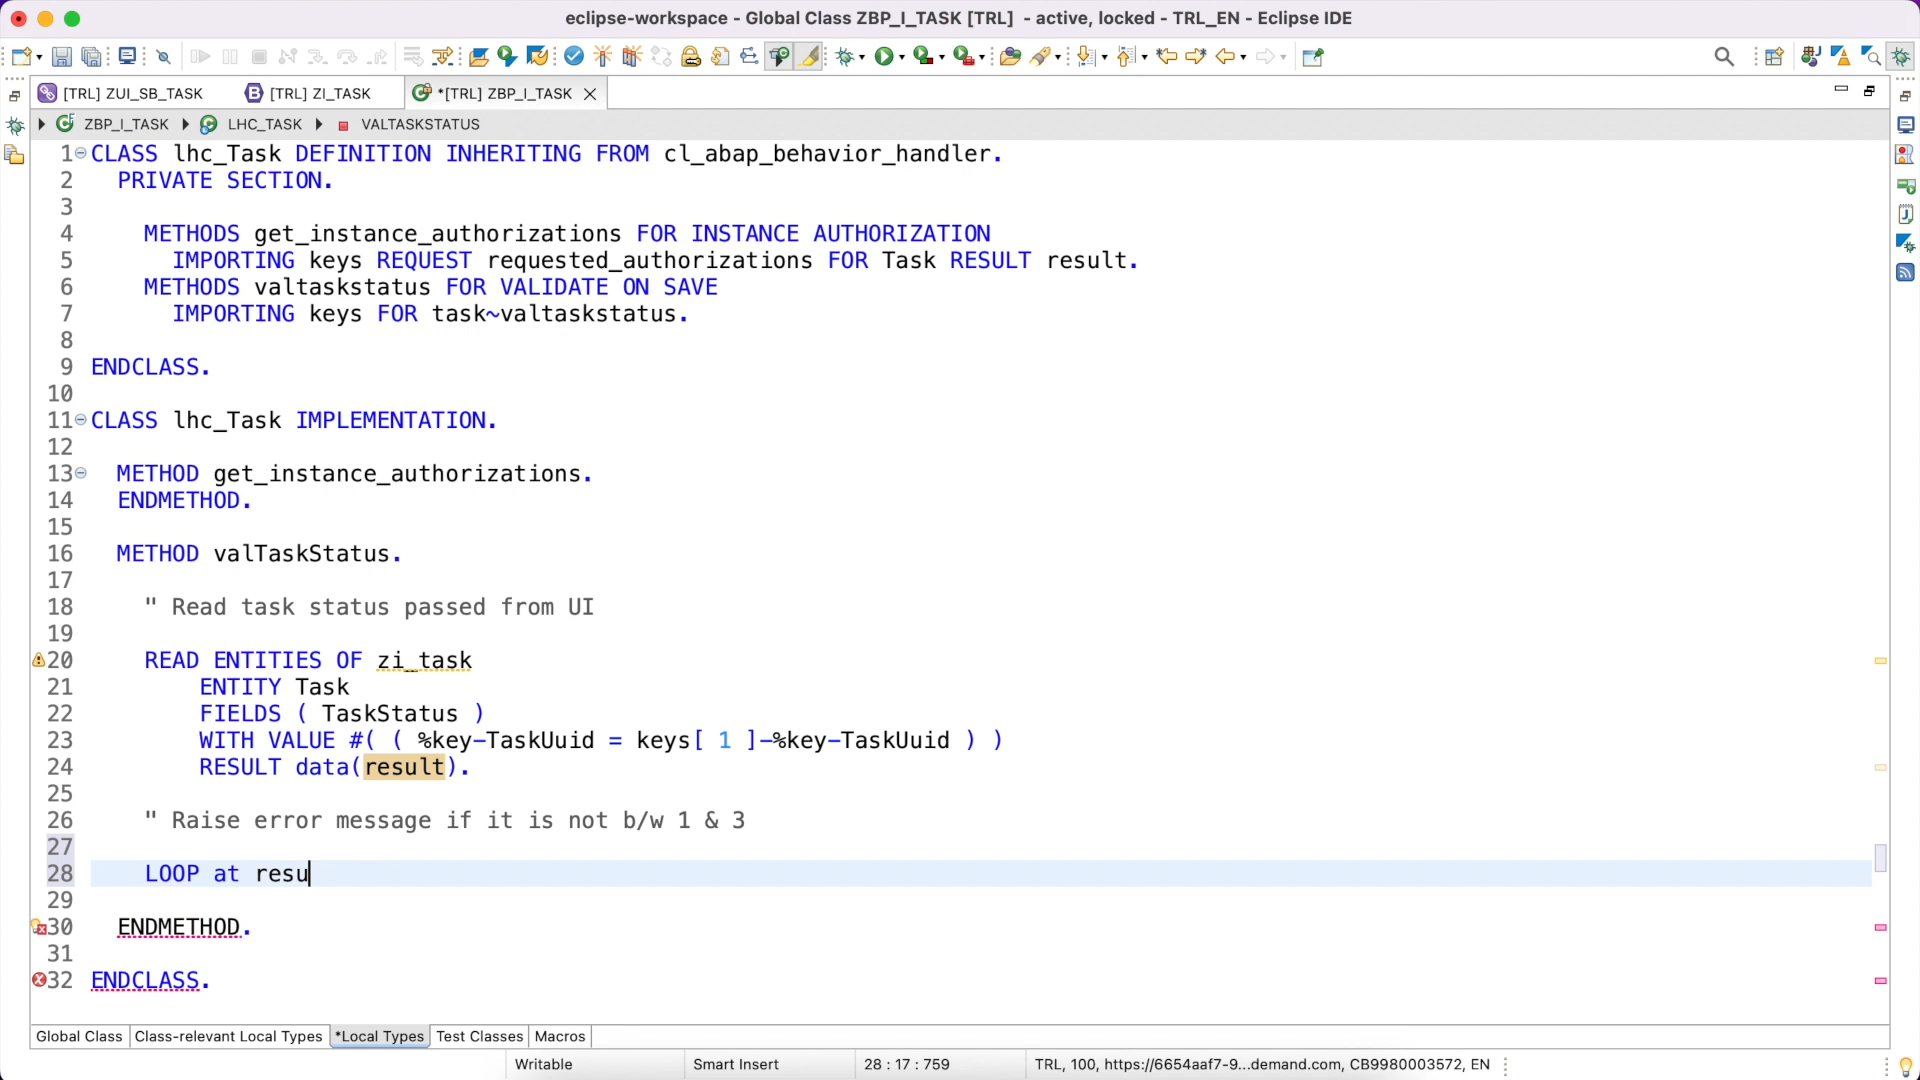 eclipse-workspace - Global Class ZBP_I_TASK [TRL]  - active, locked - TRL_EN - Eclipse IDE
[TRL] ZUI_SB_TASK [TRL] ZI_TASK *[TRL] ZBP_I_TASK
ZBP_I_TASK LHC_TASK VALTASKSTATUS
1 CLASS lhc_Task DEFINITION INHERITING FROM cl_abap_behavior_handler.
2   PRIVATE SECTION.
3
4     METHODS get_instance_authorizations FOR INSTANCE AUTHORIZATION
5       IMPORTING keys REQUEST requested_authorizations FOR Task RESULT result.
6     METHODS valtaskstatus FOR VALIDATE ON SAVE
7       IMPORTING keys FOR task~valtaskstatus.
8
9 ENDCLASS.
10
11 CLASS lhc_Task IMPLEMENTATION.
12
13   METHOD get_instance_authorizations.
14   ENDMETHOD.
15
16   METHOD valTaskStatus.
17
18     " Read task status passed from UI
19
20     READ ENTITIES OF zi_task
21         ENTITY Task
22         FIELDS ( TaskStatus )
23         WITH VALUE #( ( %key-TaskUuid = keys[ 1 ]-%key-TaskUuid ) )
24         RESULT data(result).
25
26     " Raise error message if it is not b/w 1 & 3
27
28     LOOP at resu
29
30   ENDMETHOD.
31
32 ENDCLASS.
Global Class Class-relevant Local Types *Local Types Test Classes Macros
Writable Smart Insert 28 : 17 : 759 TRL, 100, https://6654aaf7-9...demand.com, CB9980003572, EN